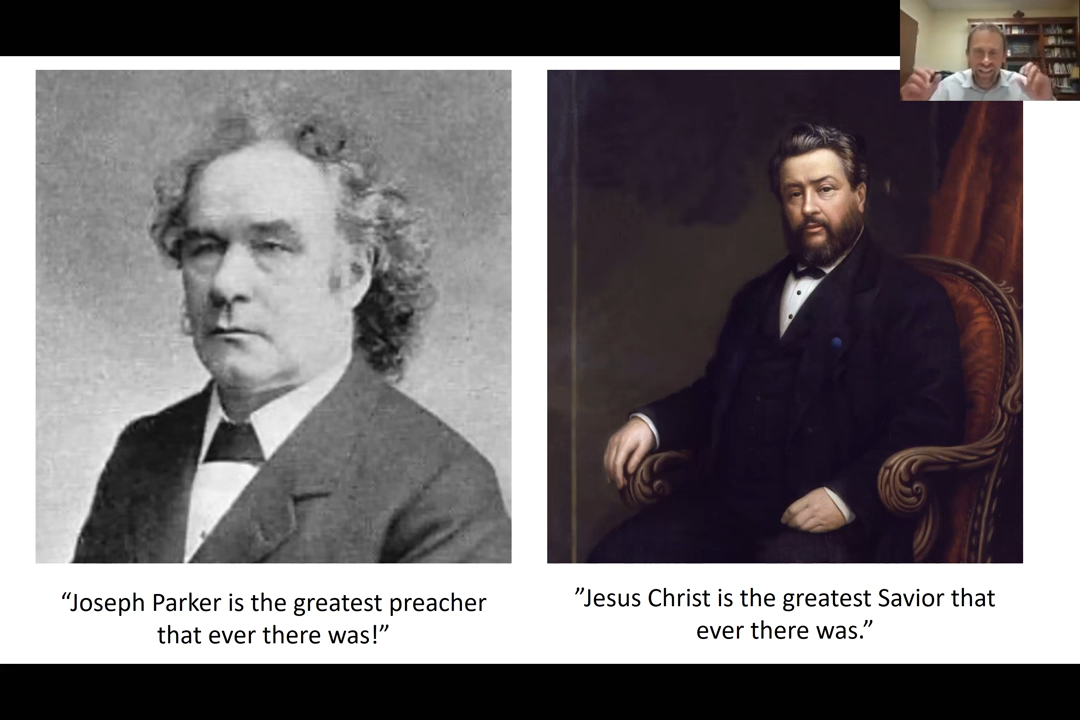 “Joseph Parker is the greatest preacher
that ever there was!”
”Jesus Christ is the greatest Savior that
ever there was.”